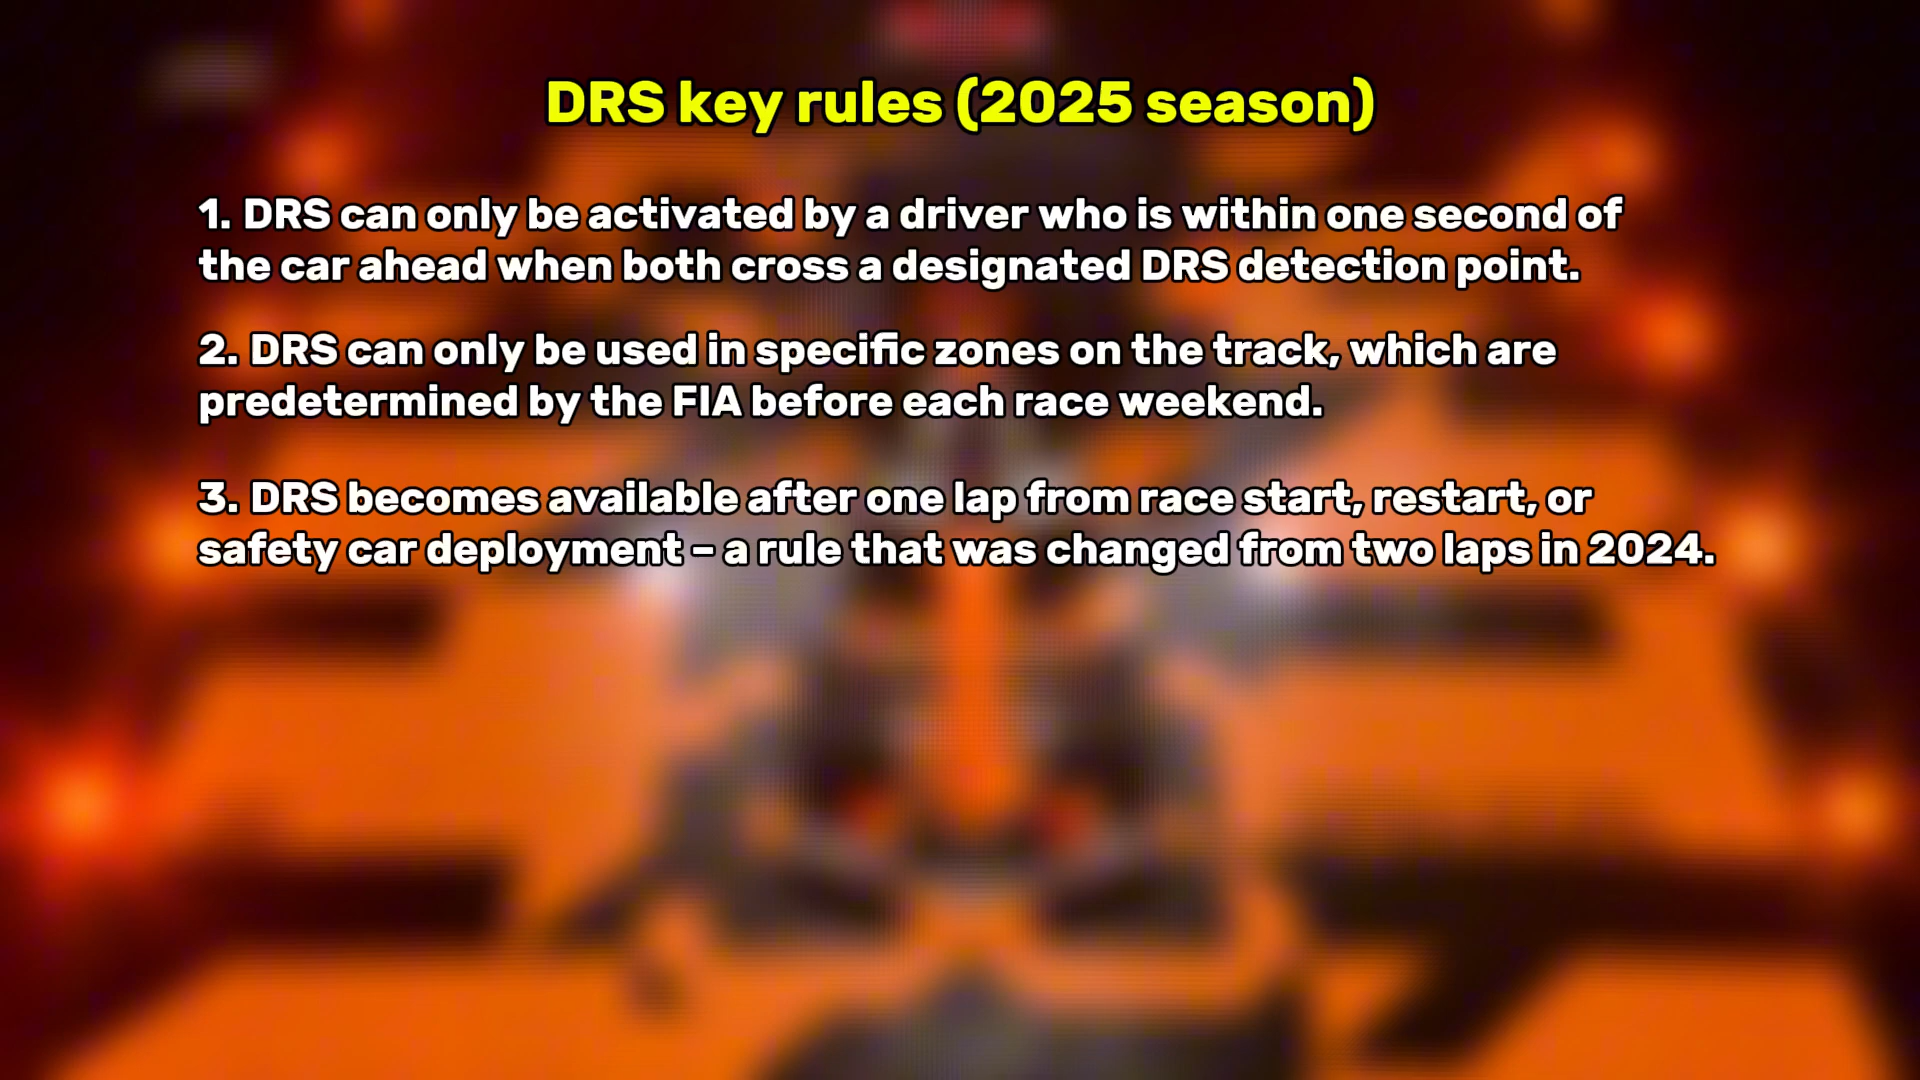 DRS key rules (2025 season)
1. DRS can only be activated by a driver who is within one second of
the car ahead when both cross a designated DRS detection point.
2. DRS can only be used in specific zones on the track, which are
predetermined by the FIA before each race weekend.
3. DRS becomes available after one lap from race start, restart, or
safety car deployment – a rule that was changed from two laps in 2024.